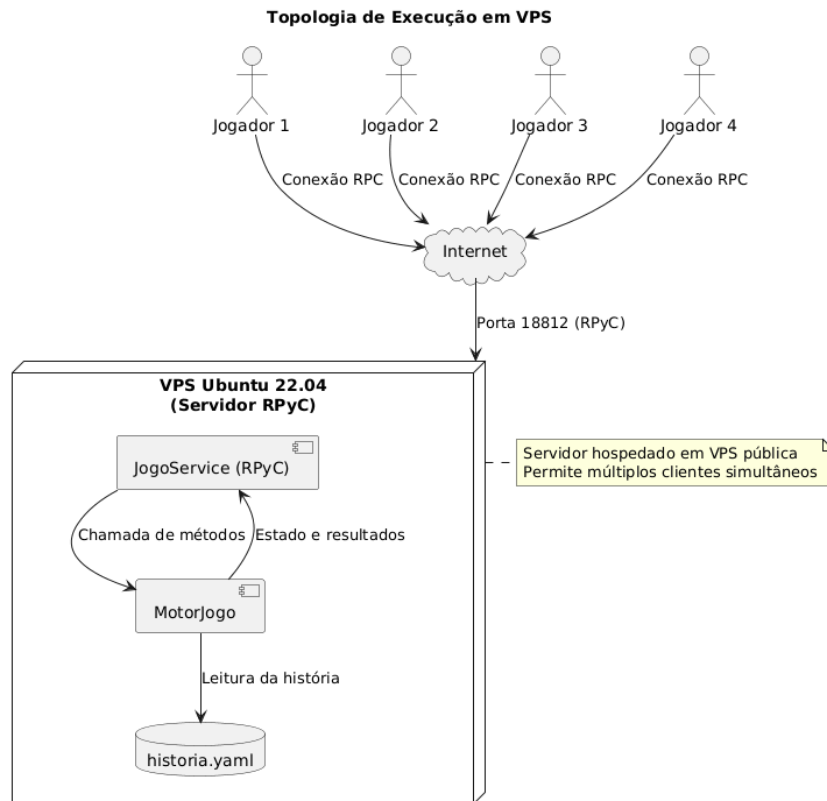 Topologia de Execução em VPS
Jogador 1
Jogador 2
Jogador 3
Jogador 4
Conexão RPC
Conexão RPC
Conexão RPC
Conexão RPC
Internet
Porta 18812 (RPyC)
VPS Ubuntu 22.04
(Servidor RPyC)
JogoService (RPyC)
Servidor hospedado em VPS pública
Permite múltiplos clientes simultâneos
Chamada de métodos
Estado e resultados
MotorJogo
Leitura da história
historia.yaml